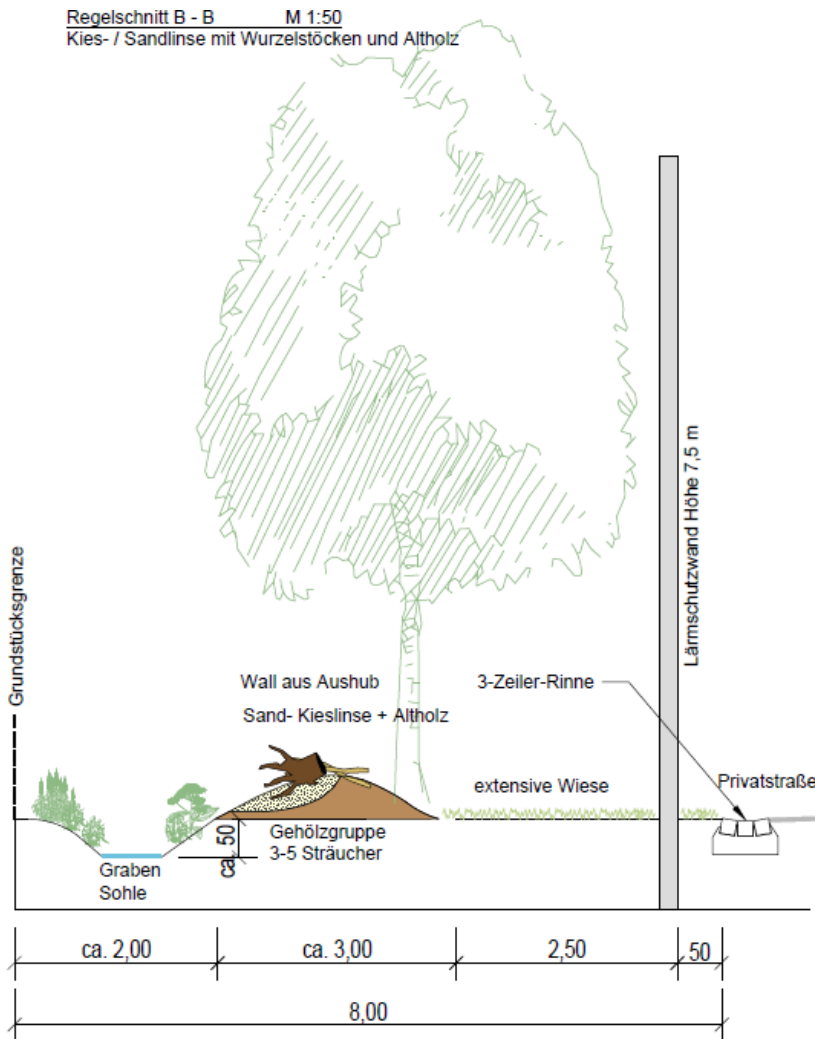 Regelschnitt B - B M 1:50
Kies- / Sandlinse mit Wurzelstöcken und Altholz
Lärmschutzwand Höhe 7,5 m
Grundstücksgrenze
Wall aus Aushub
3-Zeiler-Rinne
Sand- Kieslinse + Altholz
extensive Wiese
Privatstraße
ca. 50
Gehölzgruppe
3-5 Sträucher
Graben
Sohle
ca. 2,00
ca. 3,00
2,50
50
8,00